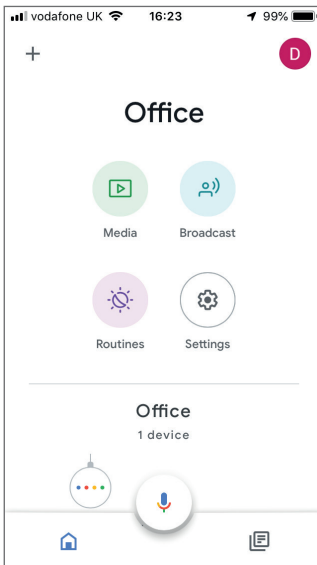 vodafone UK 16:23 99%
D
Office
Media Broadcast
Routines Settings
Office
1 device